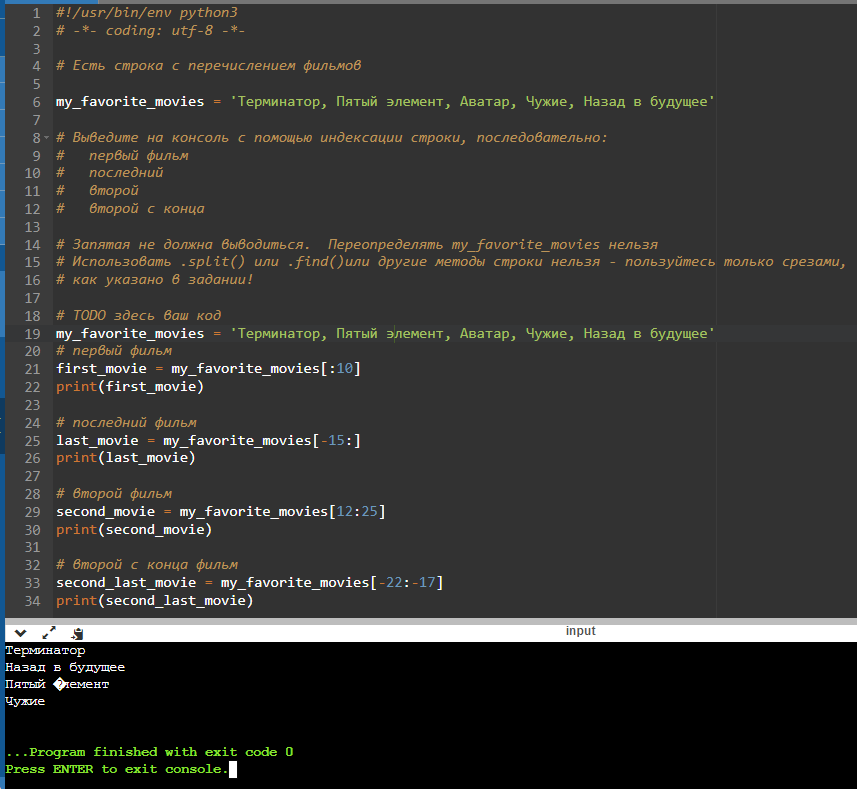 1 #!/usr/bin/env python3
2 # -*- coding: utf-8 -*-
3
4 # Есть строка с перечислением фильмов
5
6 my_favorite_movies = 'Терминатор, Пятый элемент, Аватар, Чужие, Назад в будущее'
7
8 # Выведите на консоль с помощью индексации строки, последовательно:
9 #   первый фильм
10 #   последний
11 #   второй
12 #   второй с конца
13
14 # Запятая не должна выводиться.  Переопределять my_favorite_movies нельзя
15 # Использовать .split() или .find()или другие методы строки нельзя - пользуйтесь только срезами,
16 # как указано в задании!
17
18 # TODO здесь ваш код
19 my_favorite_movies = 'Терминатор, Пятый элемент, Аватар, Чужие, Назад в будущее'
20 # первый фильм
21 first_movie = my_favorite_movies[:10]
22 print(first_movie)
23
24 # последний фильм
25 last_movie = my_favorite_movies[-15:]
26 print(last_movie)
27
28 # второй фильм
29 second_movie = my_favorite_movies[12:25]
30 print(second_movie)
31
32 # второй с конца фильм
33 second_last_movie = my_favorite_movies[-22:-17]
34 print(second_last_movie)
input
Терминатор
Назад в будущее
Пятый �лемент
Чужие
...Program finished with exit code 0
Press ENTER to exit console.